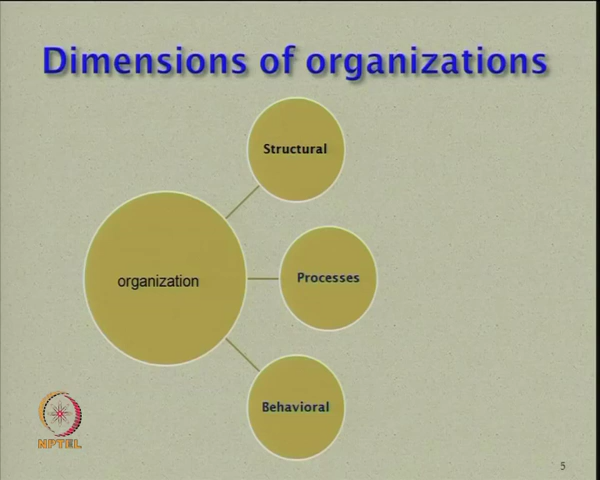 Dimensions of organizations
Structural
organization
Processes
Behavioral
NPTEL
5